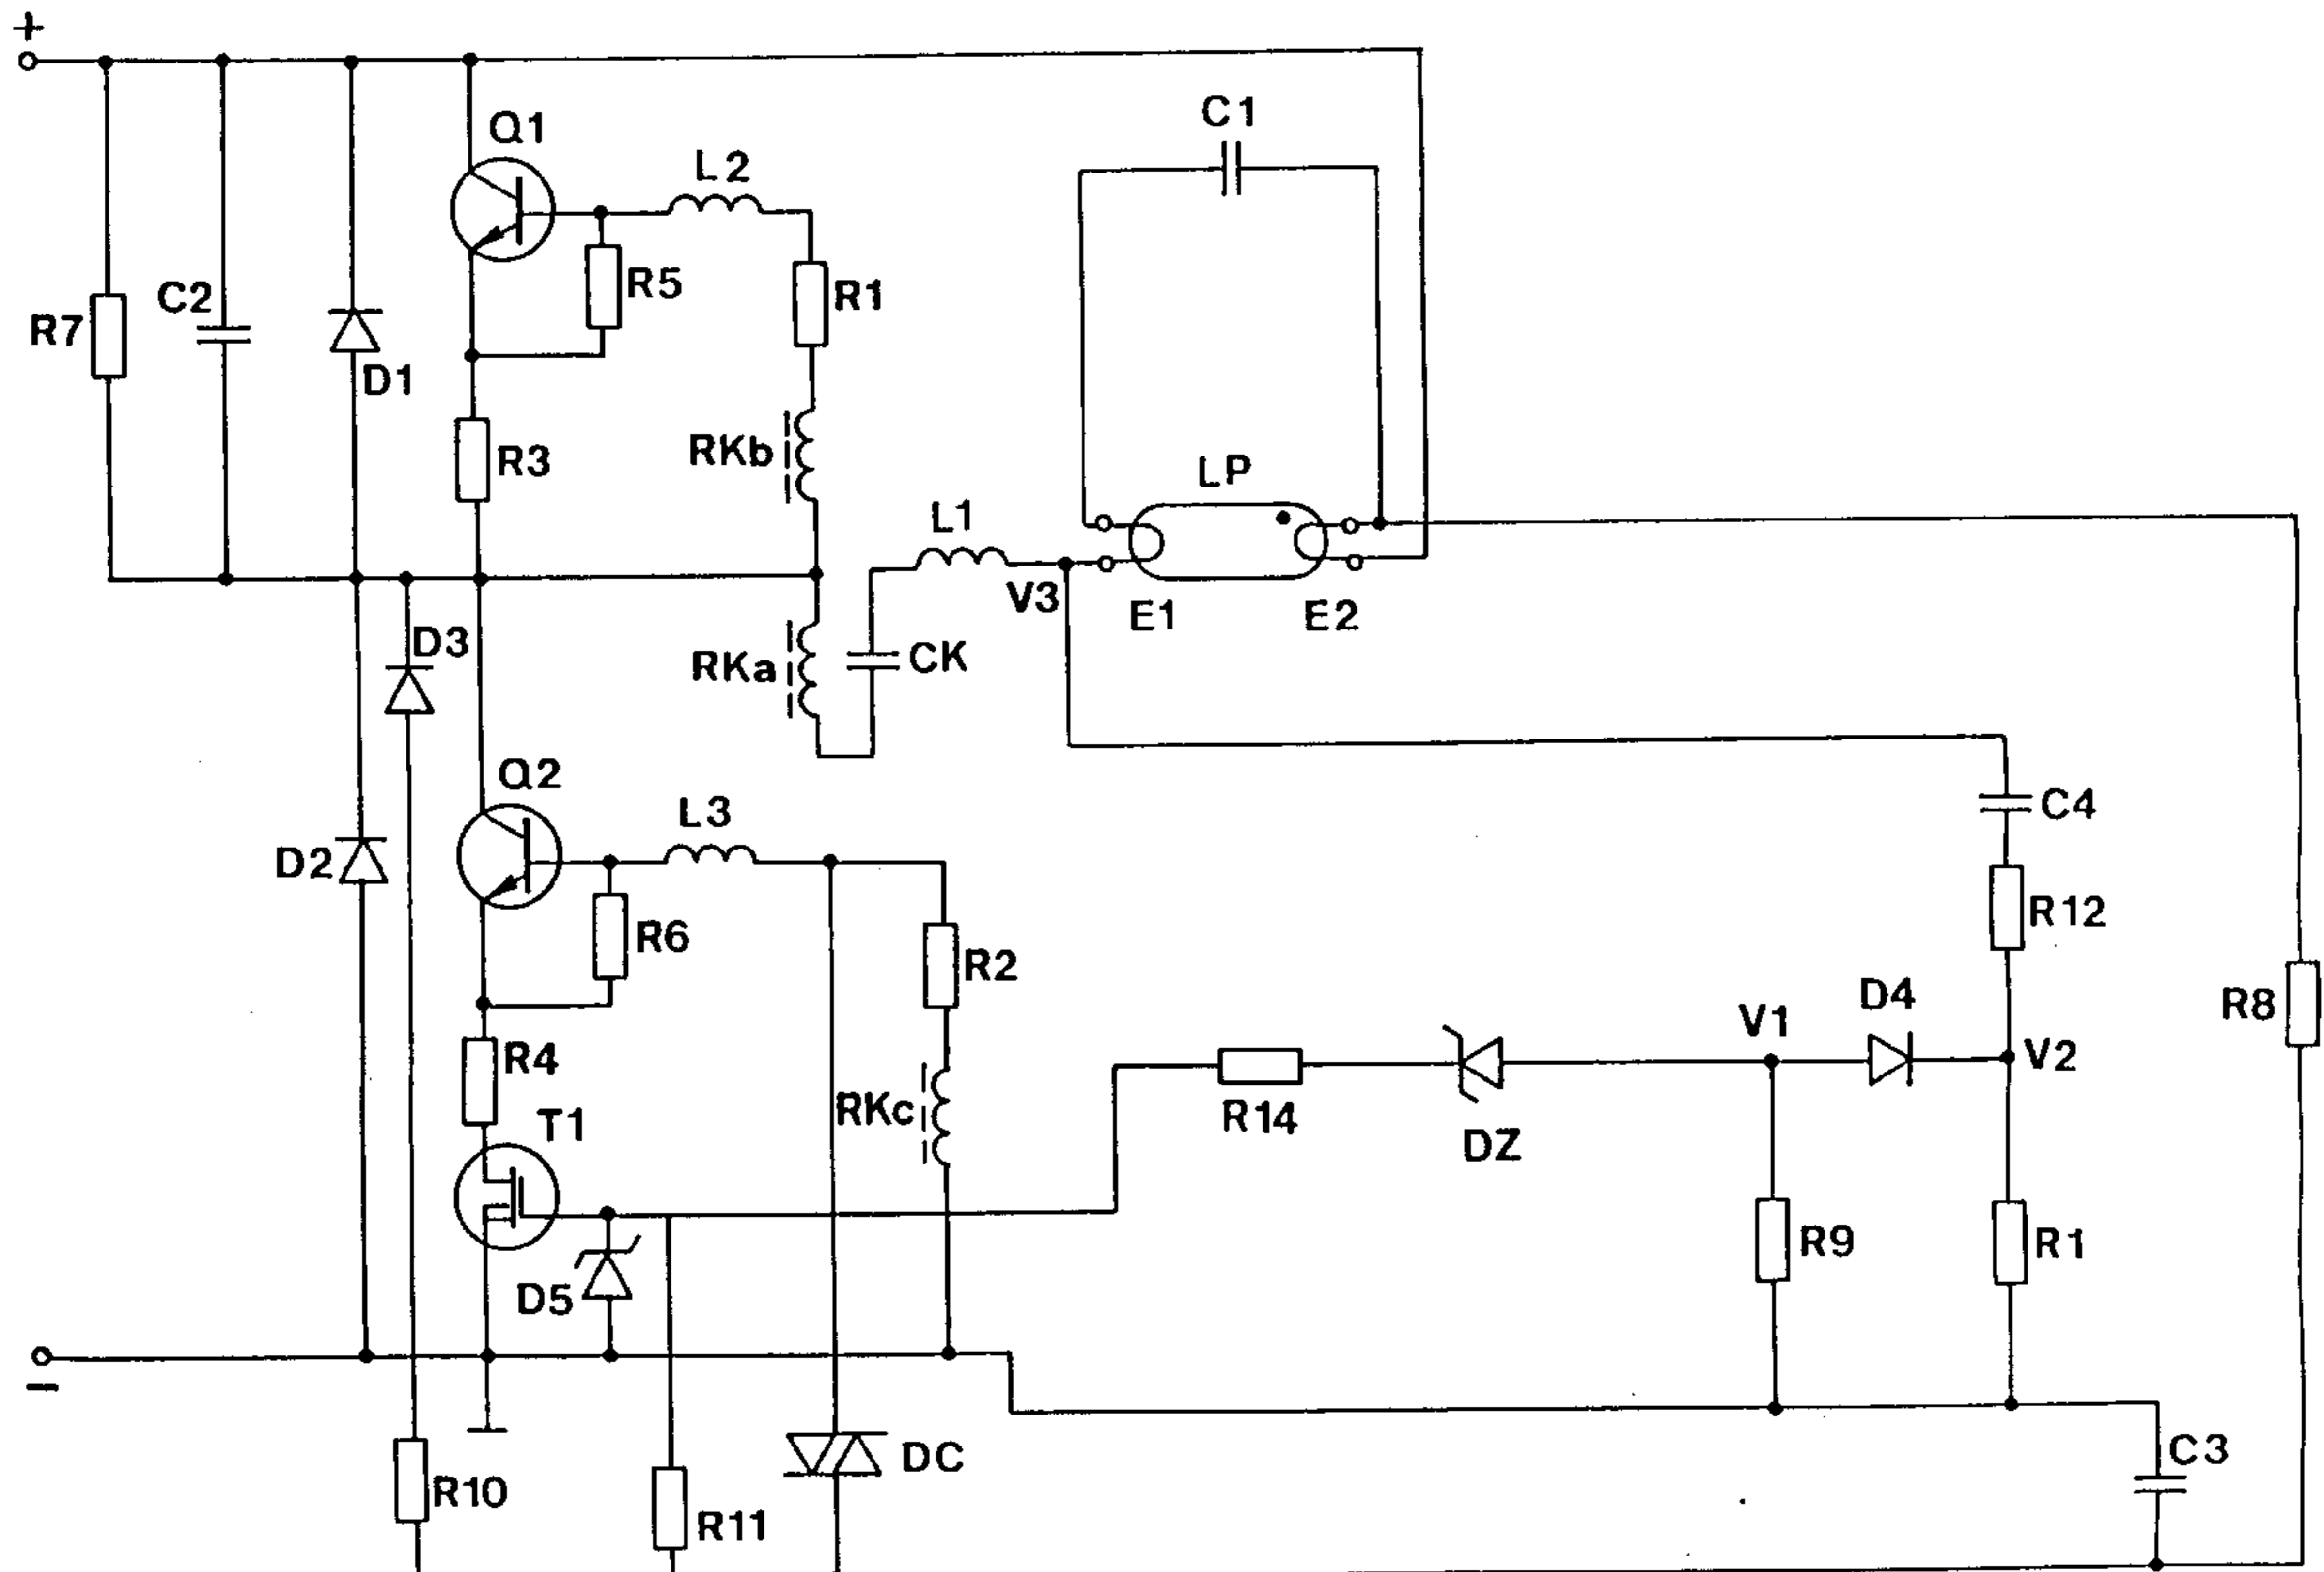 +
Q1
C1
L2
C2
R5
R1
R7
D1
RKb
R3
LP
L1
V3
E1
E2
D3
RKa
CK
Q2
L3
C4
D2
R6
R2
R12
D4
V1
V2
R8
R4
T1
RKc
R14
DZ
R9
R1
D5
−
DC
C3
R10
R11